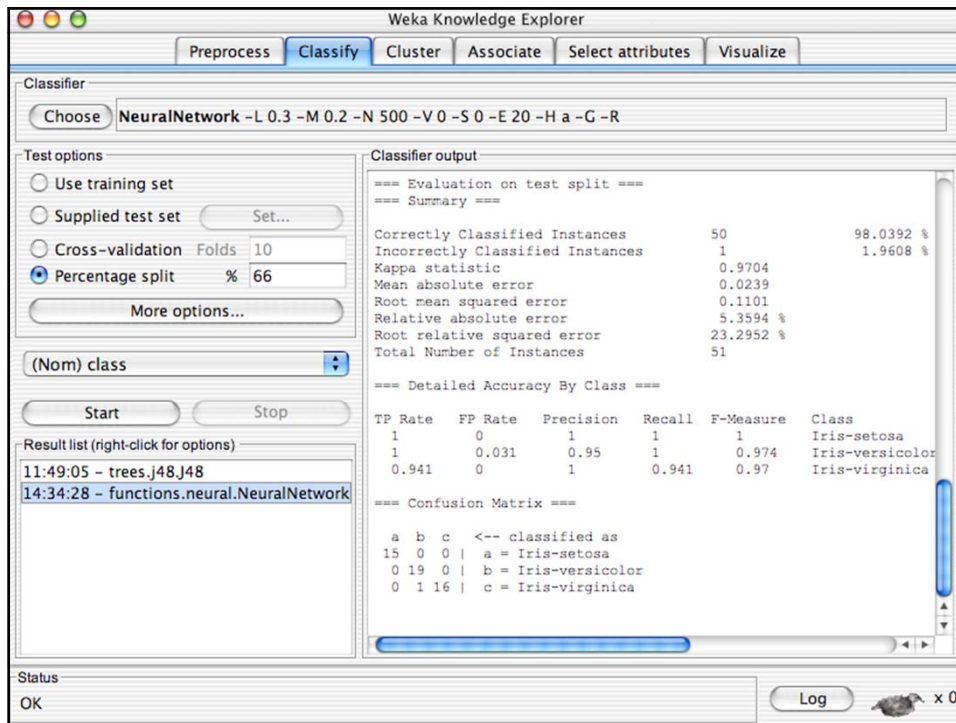 Weka Knowledge Explorer
Preprocess Classify Cluster Associate Select attributes Visualize
Classifier
Choose NeuralNetwork -L 0.3 -M 0.2 -N 500 -V 0 -S 0 -E 20 -H a -G -R
Test options
Use training set
Supplied test set Set...
Cross-validation Folds 10
Percentage split % 66
More options...
(Nom) class
Start Stop
Result list (right-click for options)
11:49:05 - trees.j48.J48
14:34:28 - functions.neural.NeuralNetwork
Classifier output
=== Evaluation on test split ===
=== Summary ===
Correctly Classified Instances 50 98.0392 %
Incorrectly Classified Instances 1 1.9608 %
Kappa statistic 0.9704
Mean absolute error 0.0239
Root mean squared error 0.1101
Relative absolute error 5.3594 %
Root relative squared error 23.2952 %
Total Number of Instances 51
=== Detailed Accuracy By Class ===
TP Rate FP Rate Precision Recall F-Measure Class
1 0 1 1 1 Iris-setosa
1 0.031 0.95 1 0.974 Iris-versicolor
0.941 0 1 0.941 0.97 Iris-virginica
=== Confusion Matrix ===
a b c <-- classified as
15 0 0 | a = Iris-setosa
0 19 0 | b = Iris-versicolor
0 1 16 | c = Iris-virginica
Status
OK
Log x 0